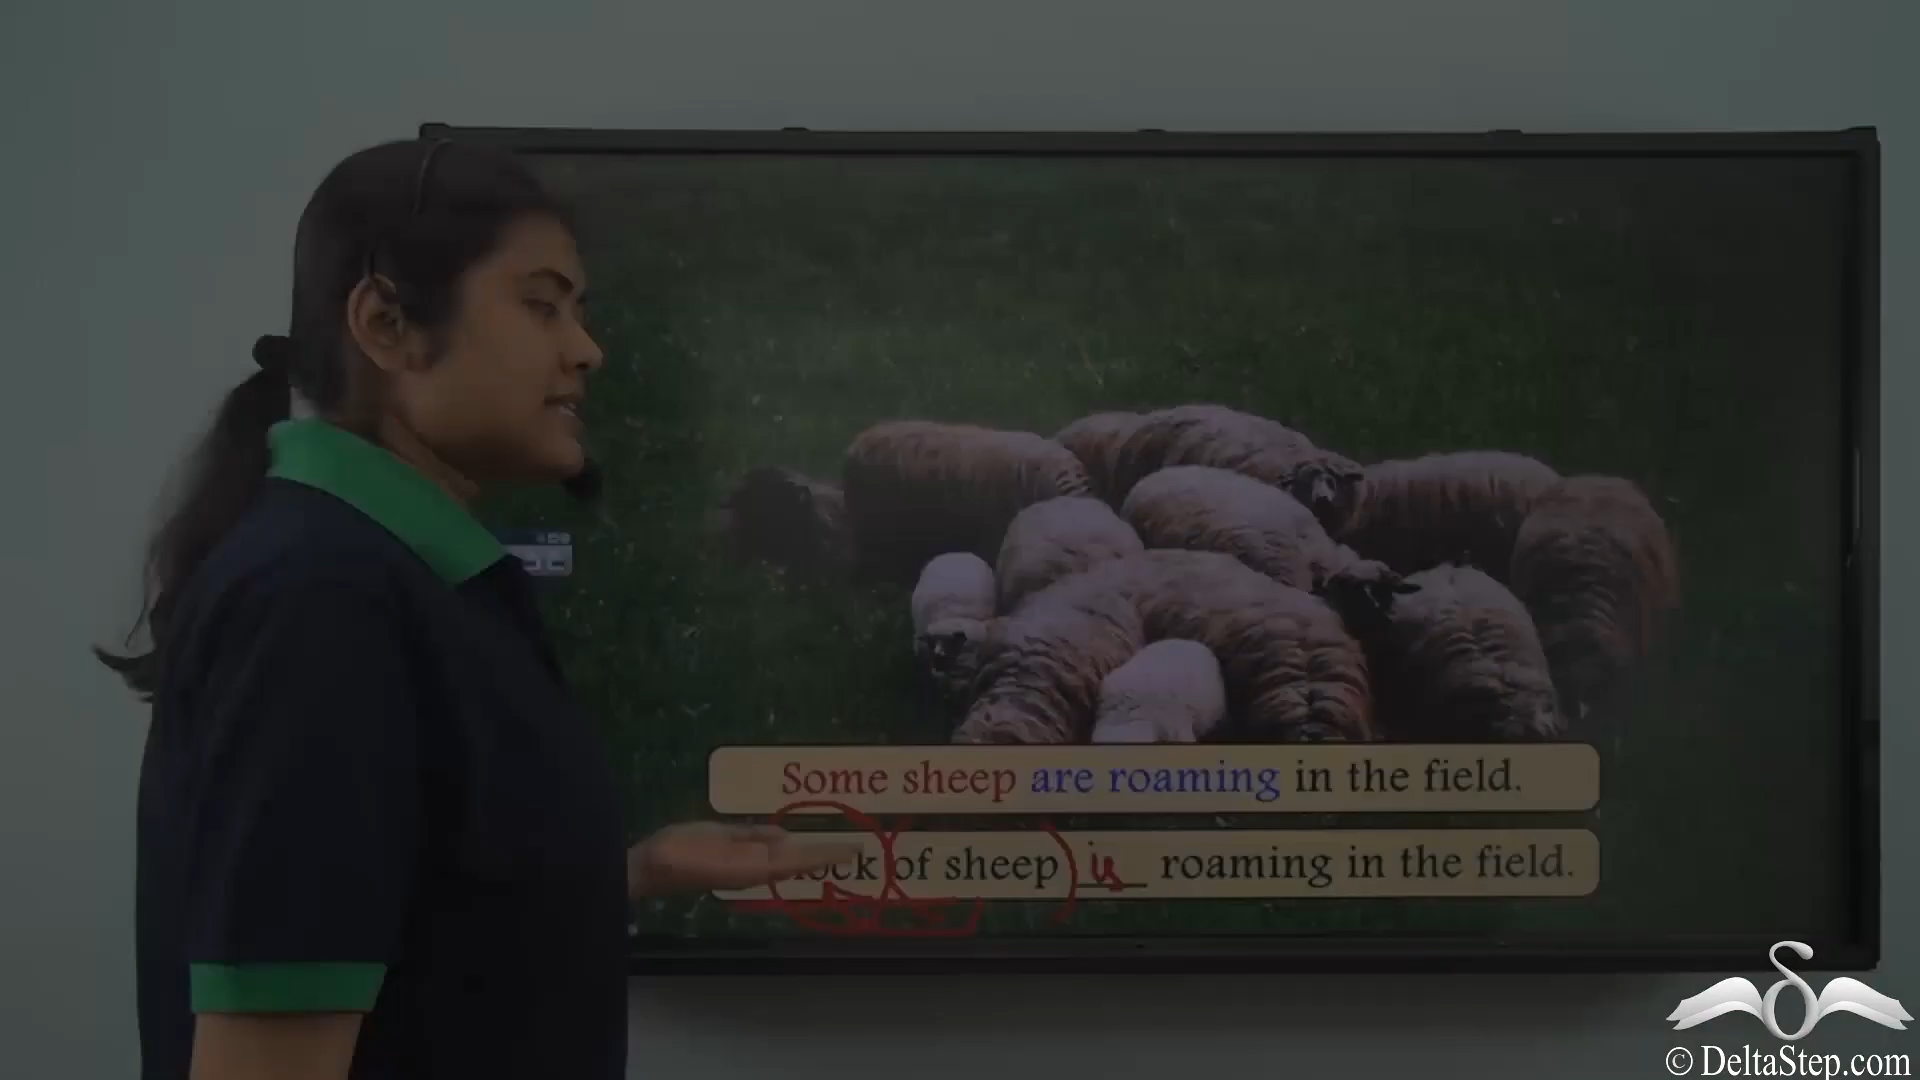 Some sheep are roaming in the field.
of sheep is roaming in the field.
© DeltaStep.com